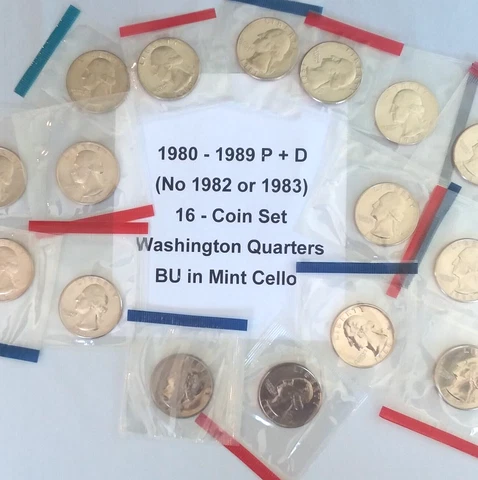 1980 - 1989 P + D
(No 1982 or 1983)
16 - Coin Set
Washington Quarters
BU in Mint Cello